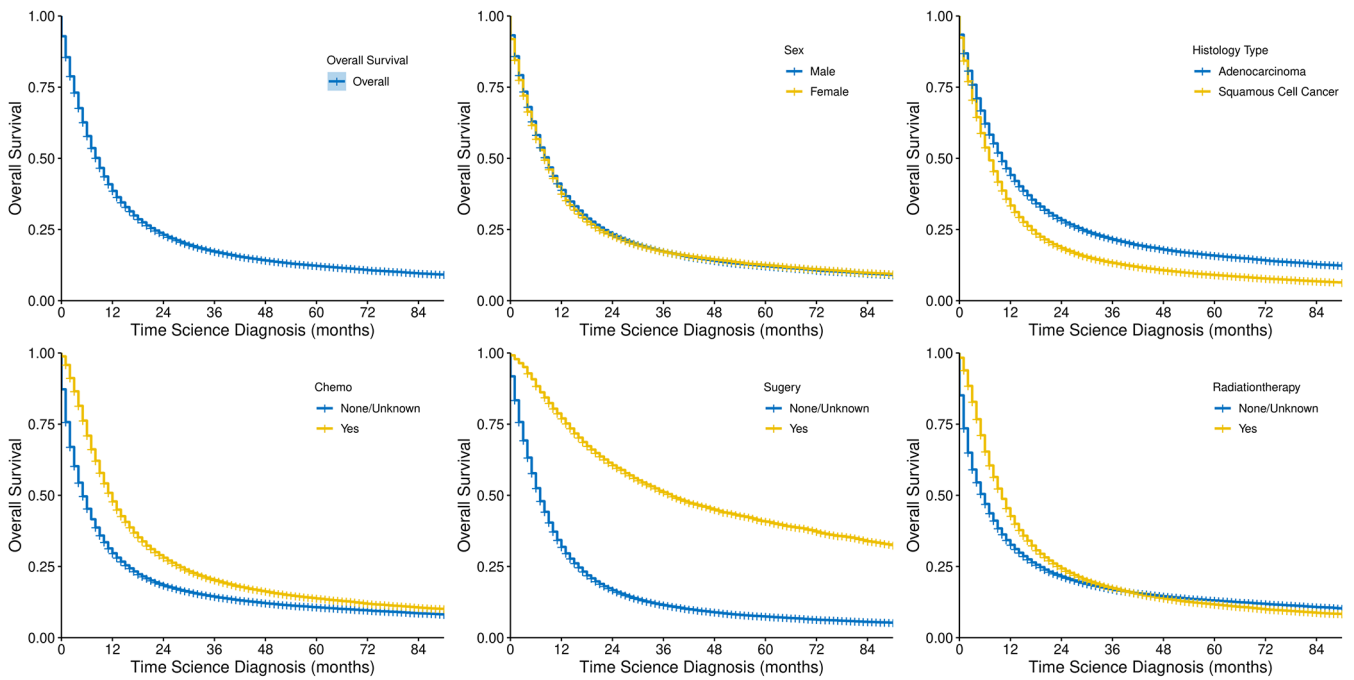 Overall Survival
1.00
0.75
0.50
0.25
0.00
0 12 24 36 48 60 72 84
Time Science Diagnosis (months)
Overall Survival
Overall
Overall Survival
1.00
0.75
0.50
0.25
0.00
0 12 24 36 48 60 72 84
Time Science Diagnosis (months)
Sex
Male
Female
Overall Survival
1.00
0.75
0.50
0.25
0.00
0 12 24 36 48 60 72 84
Time Science Diagnosis (months)
Histology Type
Adenocarcinoma
Squamous Cell Cancer
Overall Survival
1.00
0.75
0.50
0.25
0.00
0 12 24 36 48 60 72 84
Time Science Diagnosis (months)
Chemo
None/Unknown
Yes
Overall Survival
1.00
0.75
0.50
0.25
0.00
0 12 24 36 48 60 72 84
Time Science Diagnosis (months)
Sugery
None/Unknown
Yes
Overall Survival
1.00
0.75
0.50
0.25
0.00
0 12 24 36 48 60 72 84
Time Science Diagnosis (months)
Radiationtherapy
None/Unknown
Yes